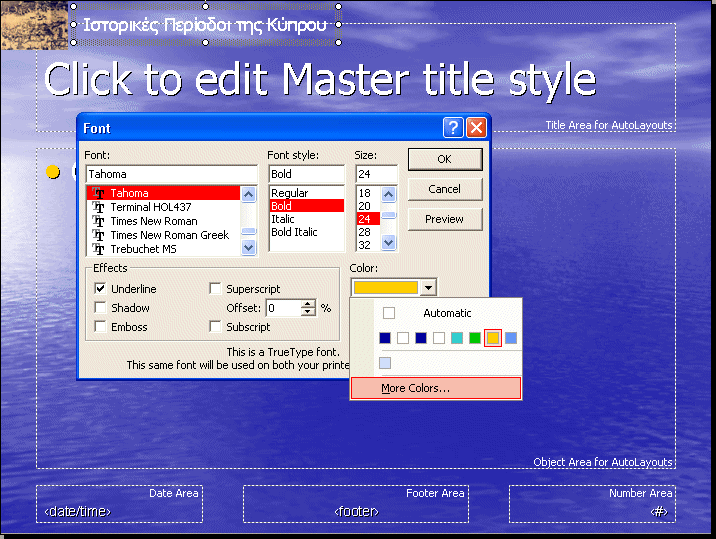 Ιστορικές Περίοδοι της Κύπρου
Click to edit Master title style
Title Area for AutoLayouts
Font
Font:
Font style:
Size:
Tahoma
Bold
24
OK
Tahoma
Terminal HOL437
Times New Roman
Times New Roman Greek
Trebuchet MS
Regular
Bold
Italic
Bold Italic
18
20
24
28
32
Cancel
Preview
Effects
Color:
Underline
Superscript
Shadow
Offset: 0 %
Emboss
Subscript
Automatic
This is a TrueType font.
This same font will be used on both your printe
More Colors...
Object Area for AutoLayouts
Date Area
Footer Area
Number Area
‹date/time›
‹footer›
‹#›